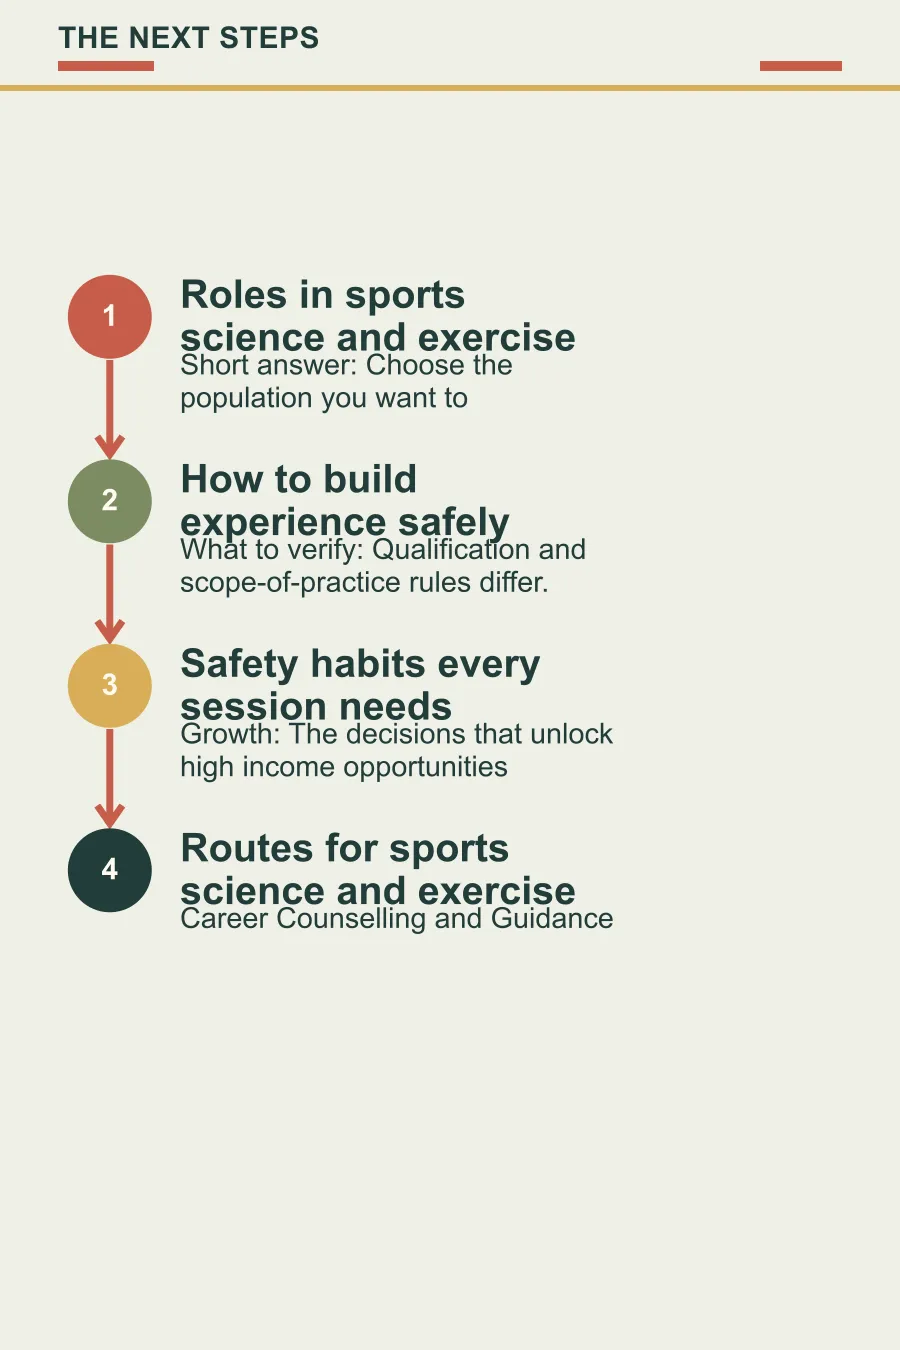 THE NEXT STEPS
1
Roles in sports
science and exercise
Short answer: Choose the
population you want to
2
How to build
experience safely
What to verify: Qualification and
scope-of-practice rules differ.
3
Safety habits every
session needs
Growth: The decisions that unlock
high income opportunities
4
Routes for sports
science and exercise
Career Counselling and Guidance